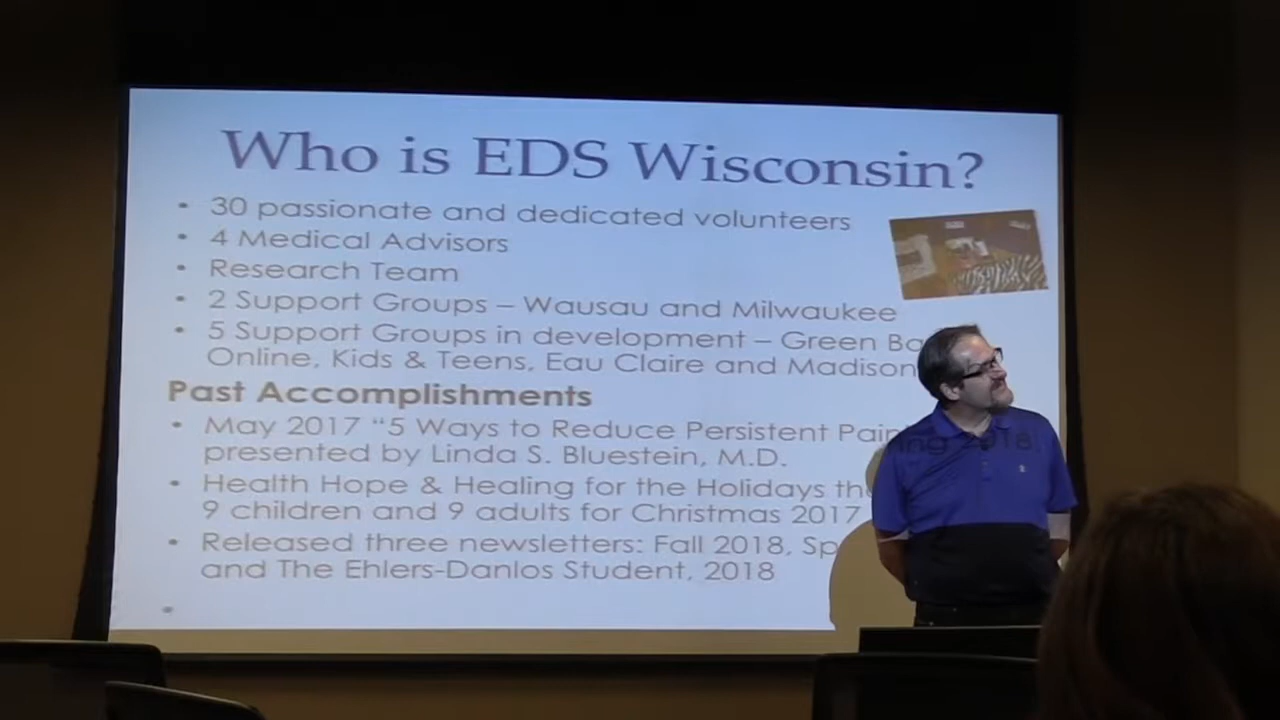 Who is EDS Wisconsin?
• 30 passionate and dedicated volunteers
• 4 Medical Advisors
• Research Team
• 2 Support Groups – Wausau and Milwaukee
• 5 Support Groups in development – Green Ba
Online, Kids & Teens, Eau Claire and Madison
Past Accomplishments
• May 2017 “5 Ways to Reduce Persistent Pain
presented by Linda S. Bluestein, M.D.
• Health Hope & Healing for the Holidays th
9 children and 9 adults for Christmas 2017
• Released three newsletters: Fall 2018, Sp ring 2018
and The Ehlers-Danlos Student, 2018